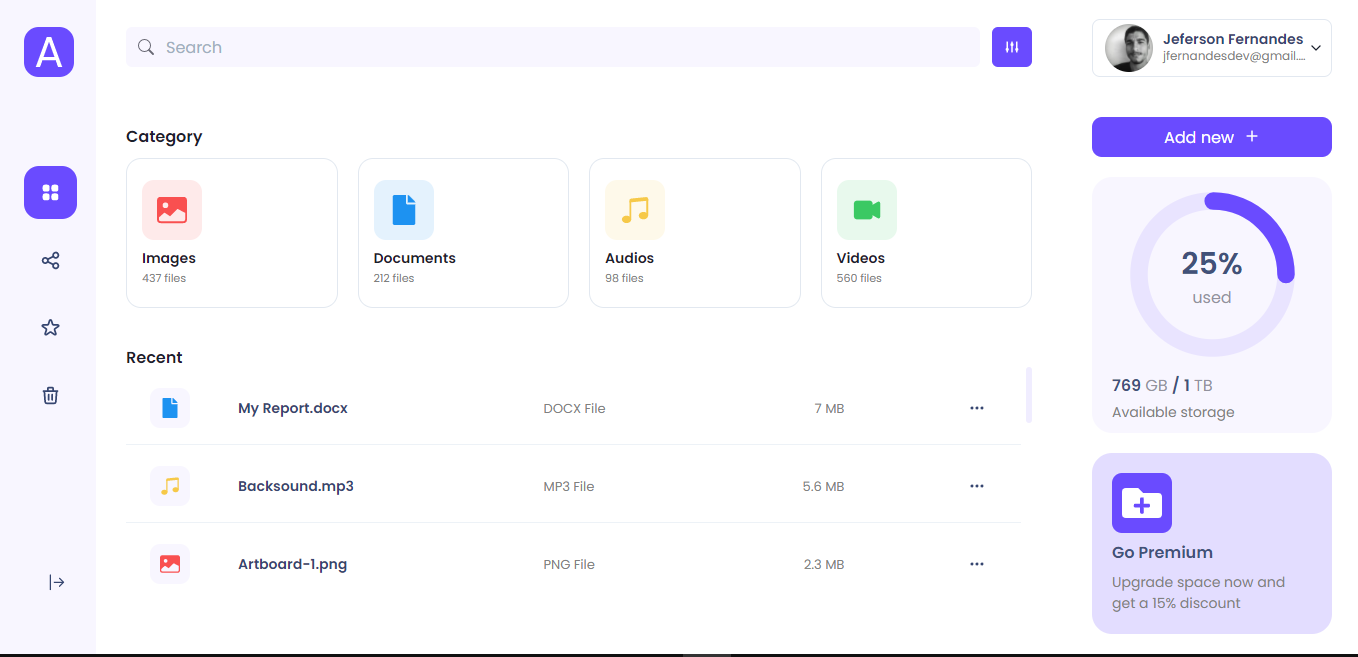 A
Search
Jeferson Fernandes
jfernandesdev@gmail....
Add new +
Category
Images
437 files
Documents
212 files
Audios
98 files
Videos
560 files
25%
used
769 GB / 1 TB
Available storage
Recent
My Report.docx DOCX File 7 MB
Backsound.mp3 MP3 File 5.6 MB
Artboard-1.png PNG File 2.3 MB
Go Premium
Upgrade space now and
get a 15% discount